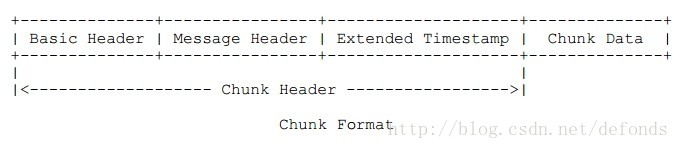 +--------------+----------------+--------------------+--------------+
| Basic Header | Message Header | Extended Timestamp |  Chunk Data  |
+--------------+----------------+--------------------+--------------+
|                                                    |
|<------------------- Chunk Header ----------------->|
Chunk Format
http://blog.csdn.net/defonds